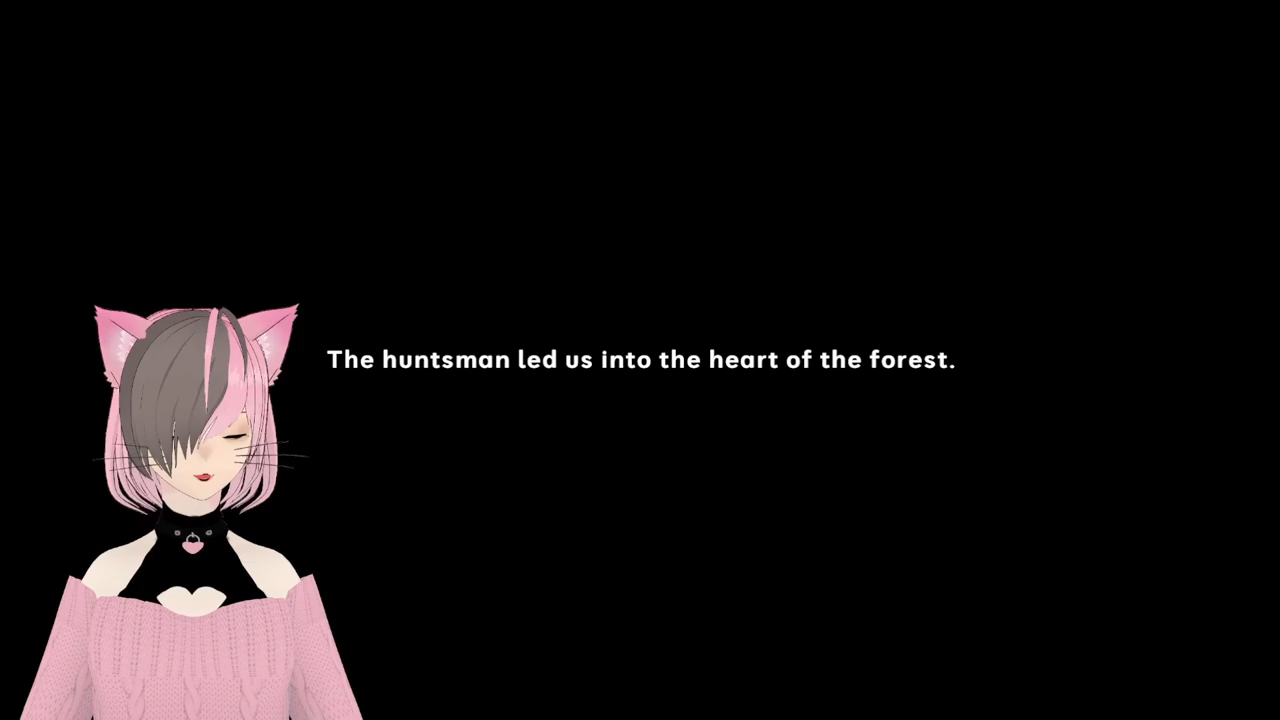 The huntsman led us into the heart of the forest.